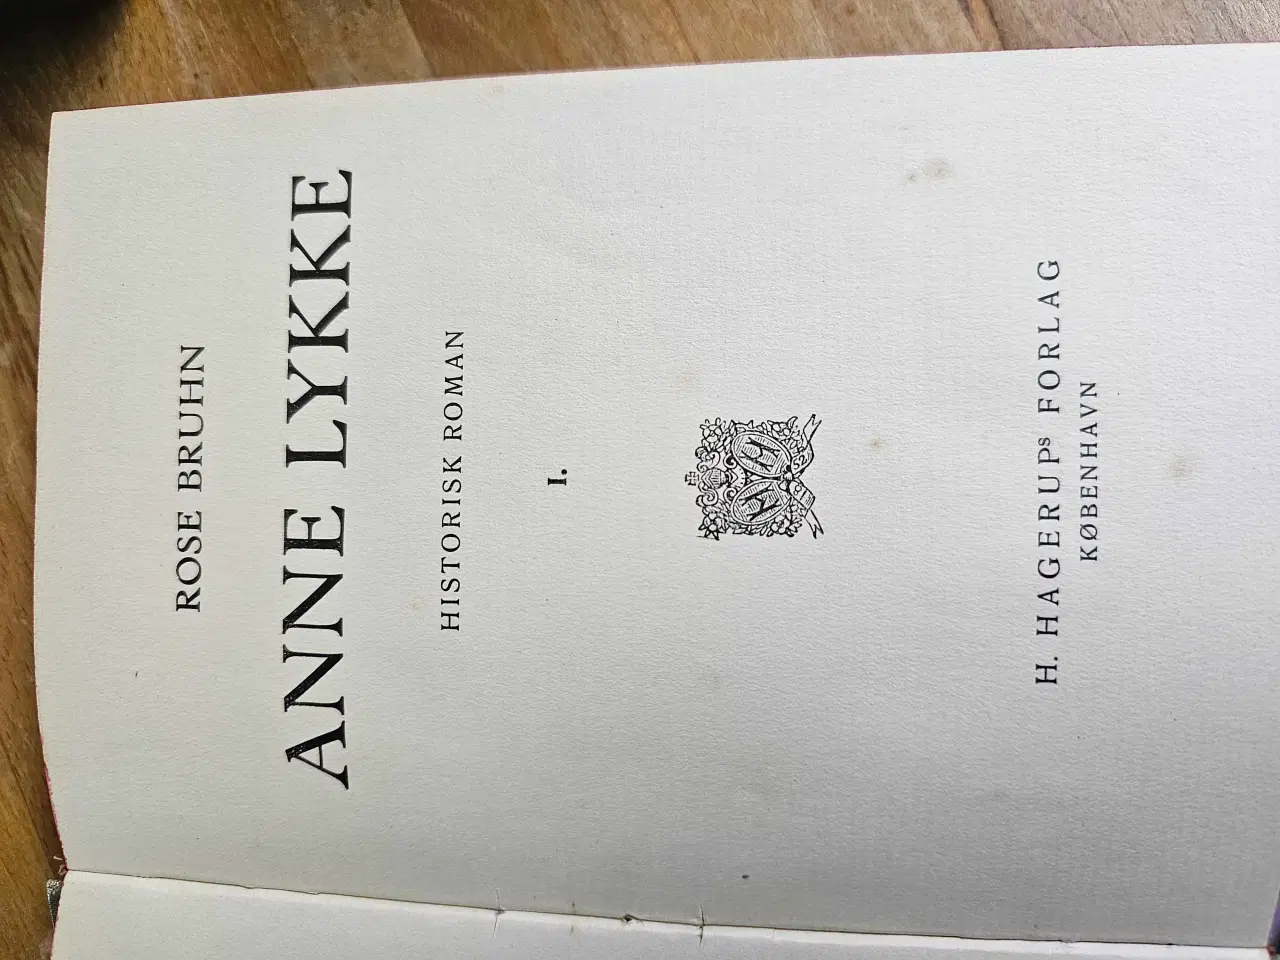 ROSE BRUHN
ANNE LYKKE
HISTORISK ROMAN
I.
H H
H. HAGERUPS FORLAG
KØBENHAVN